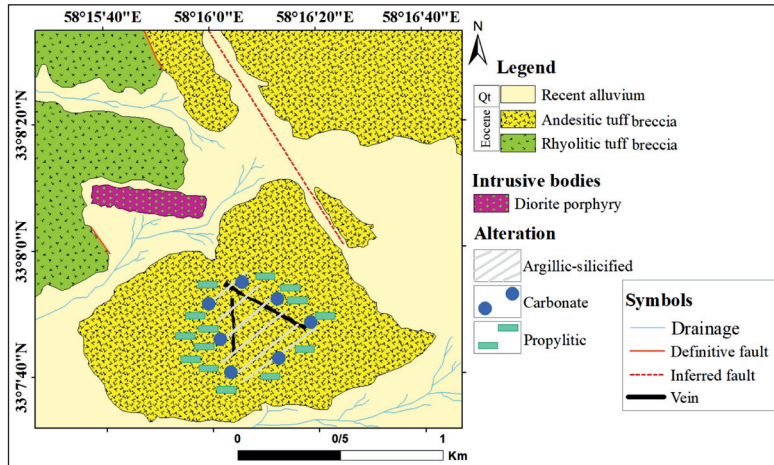 58°15'40"E 58°16'0"E 58°16'20"E 58°16'40"E
33°8'20"N
33°8'0"N
33°7'40"N
N
Legend
Qt
Eocene
Recent alluvium
Andesitic tuff breccia
Rhyolitic tuff breccia
Intrusive bodies
Diorite porphyry
Alteration
Argillic-silicified
Carbonate
Propylitic
Symbols
Drainage
Definitive fault
Inferred fault
Vein
0 0/5 1
Km